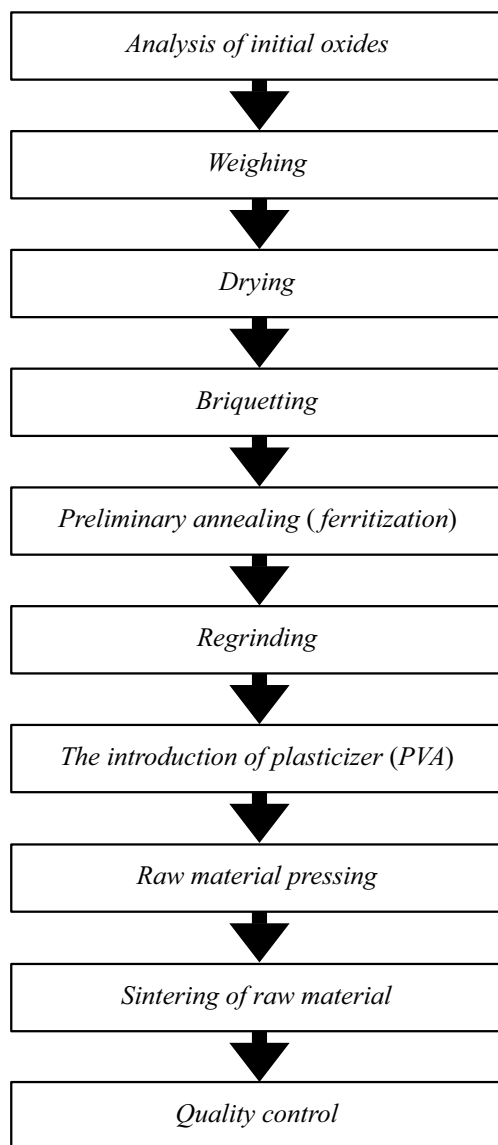 Analysis of initial oxides
Weighing
Drying
Briquetting
Preliminary annealing (ferritization)
Regrinding
The introduction of plasticizer (PVA)
Raw material pressing
Sintering of raw material
Quality control